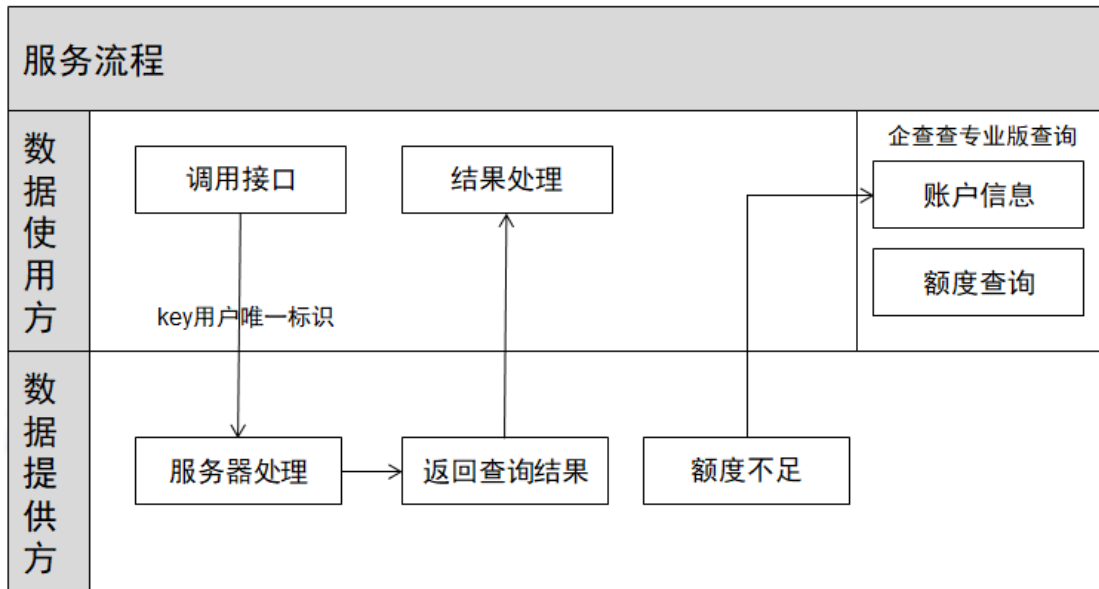 服务流程
数据使用方
调用接口
结果处理
企查查专业版查询
账户信息
额度查询
key用户唯一标识
数据提供方
服务器处理
返回查询结果
额度不足